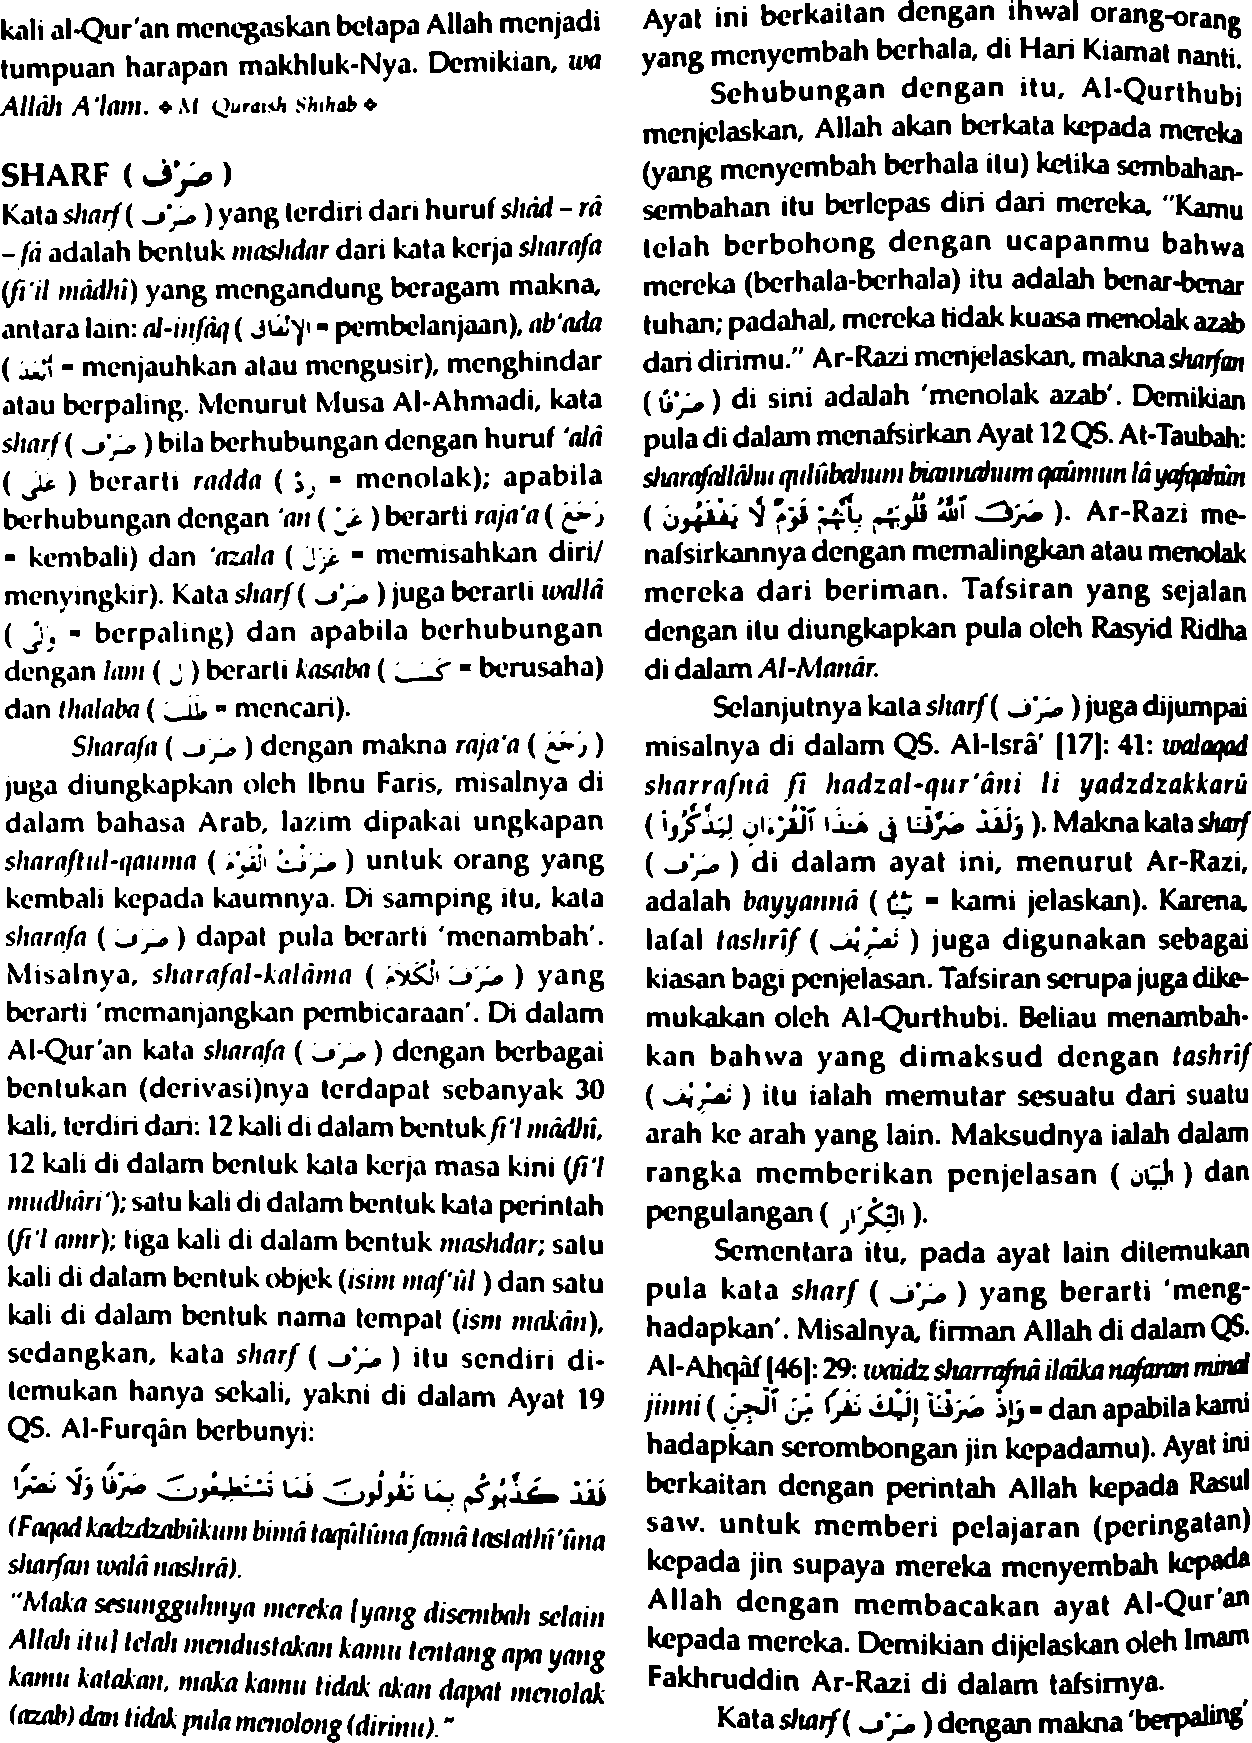 kali al-Qur'an menegaskan betapa Allah menjadi
tumpuan harapan makhluk-Nya. Demikian, wa
Allâh A'lam. ❖ M Quraish Shihab ❖
SHARF ( صَرْف )
Kata sharf ( صَرْف ) yang terdiri dari huruf shâd – râ
– fâ adalah bentuk mashdar dari kata kerja sharafa
(fi'il mâdhî) yang mengandung beragam makna,
antara lain: al-infâq ( الإِنْفَاق = pembelanjaan), ab'ada
( أَبْعَدَ = menjauhkan atau mengusir), menghindar
atau berpaling. Menurut Musa Al-Ahmadi, kata
sharf ( صَرْف ) bila berhubungan dengan huruf 'alâ
( عَلَى ) berarti radda ( رَدَّ = menolak); apabila
berhubungan dengan 'an ( عَنْ ) berarti raja'a ( رَجَعَ
= kembali) dan 'azala ( عَزَلَ = memisahkan diri/
menyingkir). Kata sharf ( صَرْف ) juga berarti wallâ
( وَلَّى = berpaling) dan apabila berhubungan
dengan lam ( لِ ) berarti kasaba ( كَسَبَ = berusaha)
dan thalaba ( طَلَبَ = mencari).
Sharafa ( صَرَفَ ) dengan makna raja'a ( رَجَعَ )
juga diungkapkan oleh Ibnu Faris, misalnya di
dalam bahasa Arab, lazim dipakai ungkapan
sharaftul-qauma ( صَرَفْتُ الْقَوْمَ ) untuk orang yang
kembali kepada kaumnya. Di samping itu, kata
sharafa ( صَرَفَ ) dapat pula berarti 'menambah'.
Misalnya, sharafal-kalâma ( صَرَفَ الْكَلَامَ ) yang
berarti 'memanjangkan pembicaraan'. Di dalam
Al-Qur'an kata sharafa ( صَرَفَ ) dengan berbagai
bentukan (derivasi)nya terdapat sebanyak 30
kali, terdiri dari: 12 kali di dalam bentuk fi'l mâdhî,
12 kali di dalam bentuk kata kerja masa kini (fi'l
mudhâri'); satu kali di dalam bentuk kata perintah
(fi'l amr); tiga kali di dalam bentuk mashdar; satu
kali di dalam bentuk objek (isim maf'ûl ) dan satu
kali di dalam bentuk nama tempat (ism makân),
sedangkan, kata sharf ( صَرْف ) itu sendiri di-
temukan hanya sekali, yakni di dalam Ayat 19
QS. Al-Furqân berbunyi:
فَقَدْ كَذَّبُوكُم بِمَا تَقُولُونَ فَمَا تَسْتَطِيعُونَ صَرْفًا وَلَا نَصْرًا
(Faqad kadzdzabûkum bimâ taqûlûna famâ tastathî'ûna
sharfan walâ nashrâ).
"Maka sesungguhnya mereka [yang disembah selain
Allah itu] telah mendustakan kamu tentang apa yang
kamu katakan, maka kamu tidak akan dapat menolak
(azab) dan tidak pula menolong (dirimu)."
Ayat ini berkaitan dengan ihwal orang-orang
yang menyembah berhala, di Hari Kiamat nanti.
Sehubungan dengan itu, Al-Qurthubi
menjelaskan, Allah akan berkata kepada mereka
(yang menyembah berhala itu) ketika sembahan-
sembahan itu berlepas diri dari mereka, "Kamu
telah berbohong dengan ucapanmu bahwa
mereka (berhala-berhala) itu adalah benar-benar
tuhan; padahal, mereka tidak kuasa menolak azab
dari dirimu." Ar-Razi menjelaskan, makna sharfan
( صَرْفًا ) di sini adalah 'menolak azab'. Demikian
pula di dalam menafsirkan Ayat 12 QS. At-Taubah:
sharafallâhu qulûbahum biannahum qaûmun lâ yafqahûn
( صَرَفَ ٱللَّهُ قُلُوبَهُم بِأَنَّهُمْ قَوْمٌ لَّا يَفْقَهُونَ ). Ar-Razi me-
nafsirkannya dengan memalingkan atau menolak
mereka dari beriman. Tafsiran yang sejalan
dengan itu diungkapkan pula oleh Rasyid Ridha
di dalam Al-Manâr.
Selanjutnya kata sharf ( صَرْف ) juga dijumpai
misalnya di dalam QS. Al-Isrâ' [17]: 41: walaqad
sharrafnâ fî hadzal-qur'âni li yadzdzakkarû
( وَلَقَدْ صَرَّفْنَا فِي هَٰذَا ٱلْقُرْءَانِ لِيَذَّكَّرُوا ). Makna kata sharf
( صَرْف ) di dalam ayat ini, menurut Ar-Razi,
adalah bayyannâ ( بَيَّنَّا = kami jelaskan). Karena,
lafal tashrîf ( تَصْرِيْف ) juga digunakan sebagai
kiasan bagi penjelasan. Tafsiran serupa juga dike-
mukakan oleh Al-Qurthubi. Beliau menambah-
kan bahwa yang dimaksud dengan tashrîf
( تَصْرِيْف ) itu ialah memutar sesuatu dari suatu
arah ke arah yang lain. Maksudnya ialah dalam
rangka memberikan penjelasan ( البَيَان ) dan
pengulangan ( التِّكْرَار ).
Sementara itu, pada ayat lain ditemukan
pula kata sharf ( صَرْف ) yang berarti 'meng-
hadapkan'. Misalnya, firman Allah di dalam QS.
Al-Ahqâf [46]: 29: waidz sharrafnâ ilaika nafaran minal
jinni ( وَإِذْ صَرَفْنَا إِلَيْكَ نَفَرًا مِّنَ ٱلْجِنِّ = dan apabila kami
hadapkan serombongan jin kepadamu). Ayat ini
berkaitan dengan perintah Allah kepada Rasul
saw. untuk memberi pelajaran (peringatan)
kepada jin supaya mereka menyembah kepada
Allah dengan membacakan ayat Al-Qur'an
kepada mereka. Demikian dijelaskan oleh Imam
Fakhruddin Ar-Razi di dalam tafsirnya.
Kata sharf ( صَرْف ) dengan makna 'berpaling'